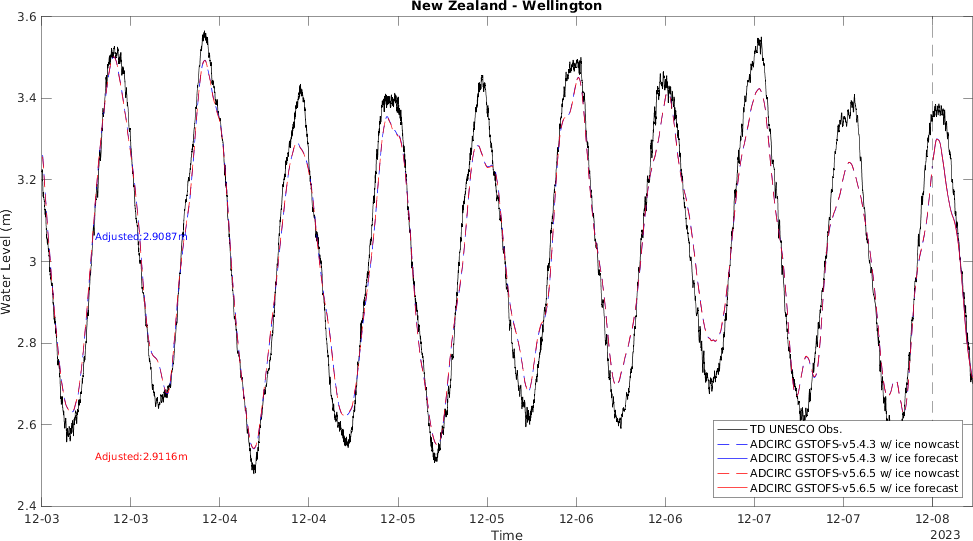 New Zealand - Wellington
3.6
3.4
3.2
3
2.8
2.6
2.4
Water Level (m)
Adjusted:2.9087m
Adjusted:2.9116m
TD UNESCO Obs.
ADCIRC GSTOFS-v5.4.3 w/ ice nowcast
ADCIRC GSTOFS-v5.4.3 w/ ice forecast
ADCIRC GSTOFS-v5.6.5 w/ ice nowcast
ADCIRC GSTOFS-v5.6.5 w/ ice forecast
12-03 12-03 12-04 12-04 12-05 12-05 12-06 12-06 12-07 12-07 12-08
2023
Time